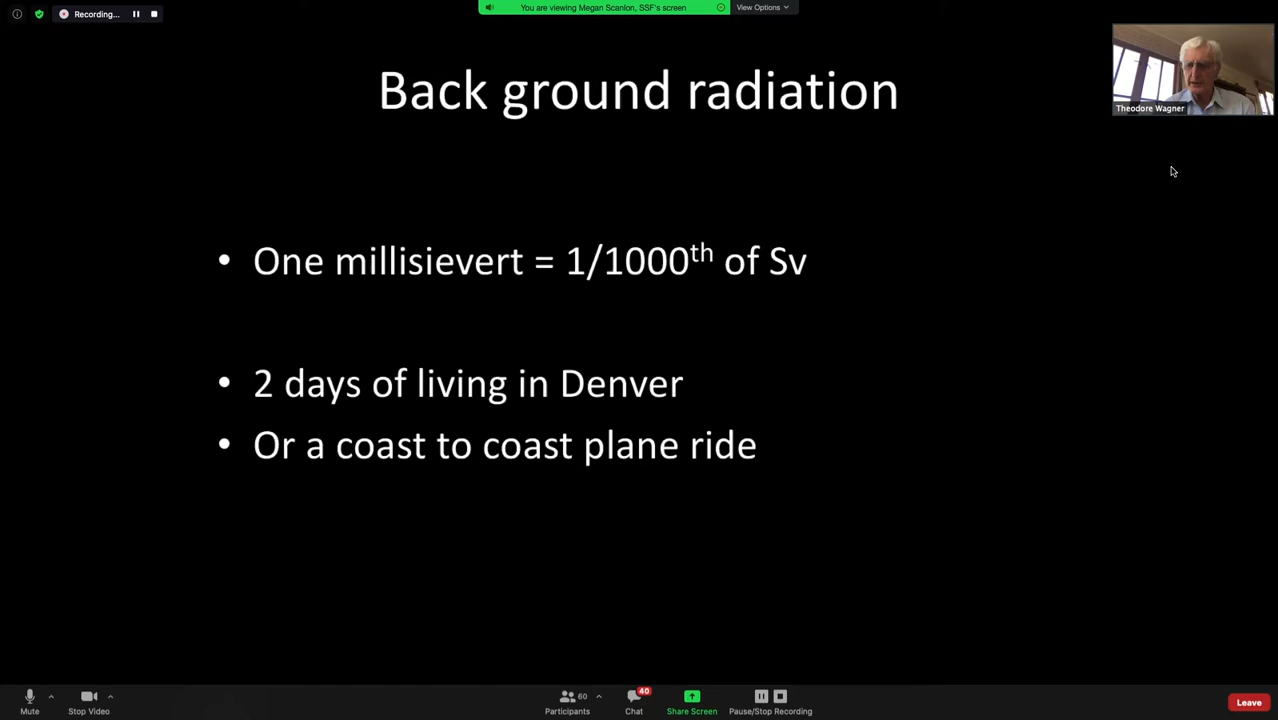 Recording...
You are viewing Megan Scanlon, SSF's screen
View Options
Back ground radiation
Theodore Wagner
• One millisievert = 1/1000th of Sv
• 2 days of living in Denver
• Or a coast to coast plane ride
Mute
Stop Video
60
Participants
40
Chat
Share Screen
Pause/Stop Recording
Leave